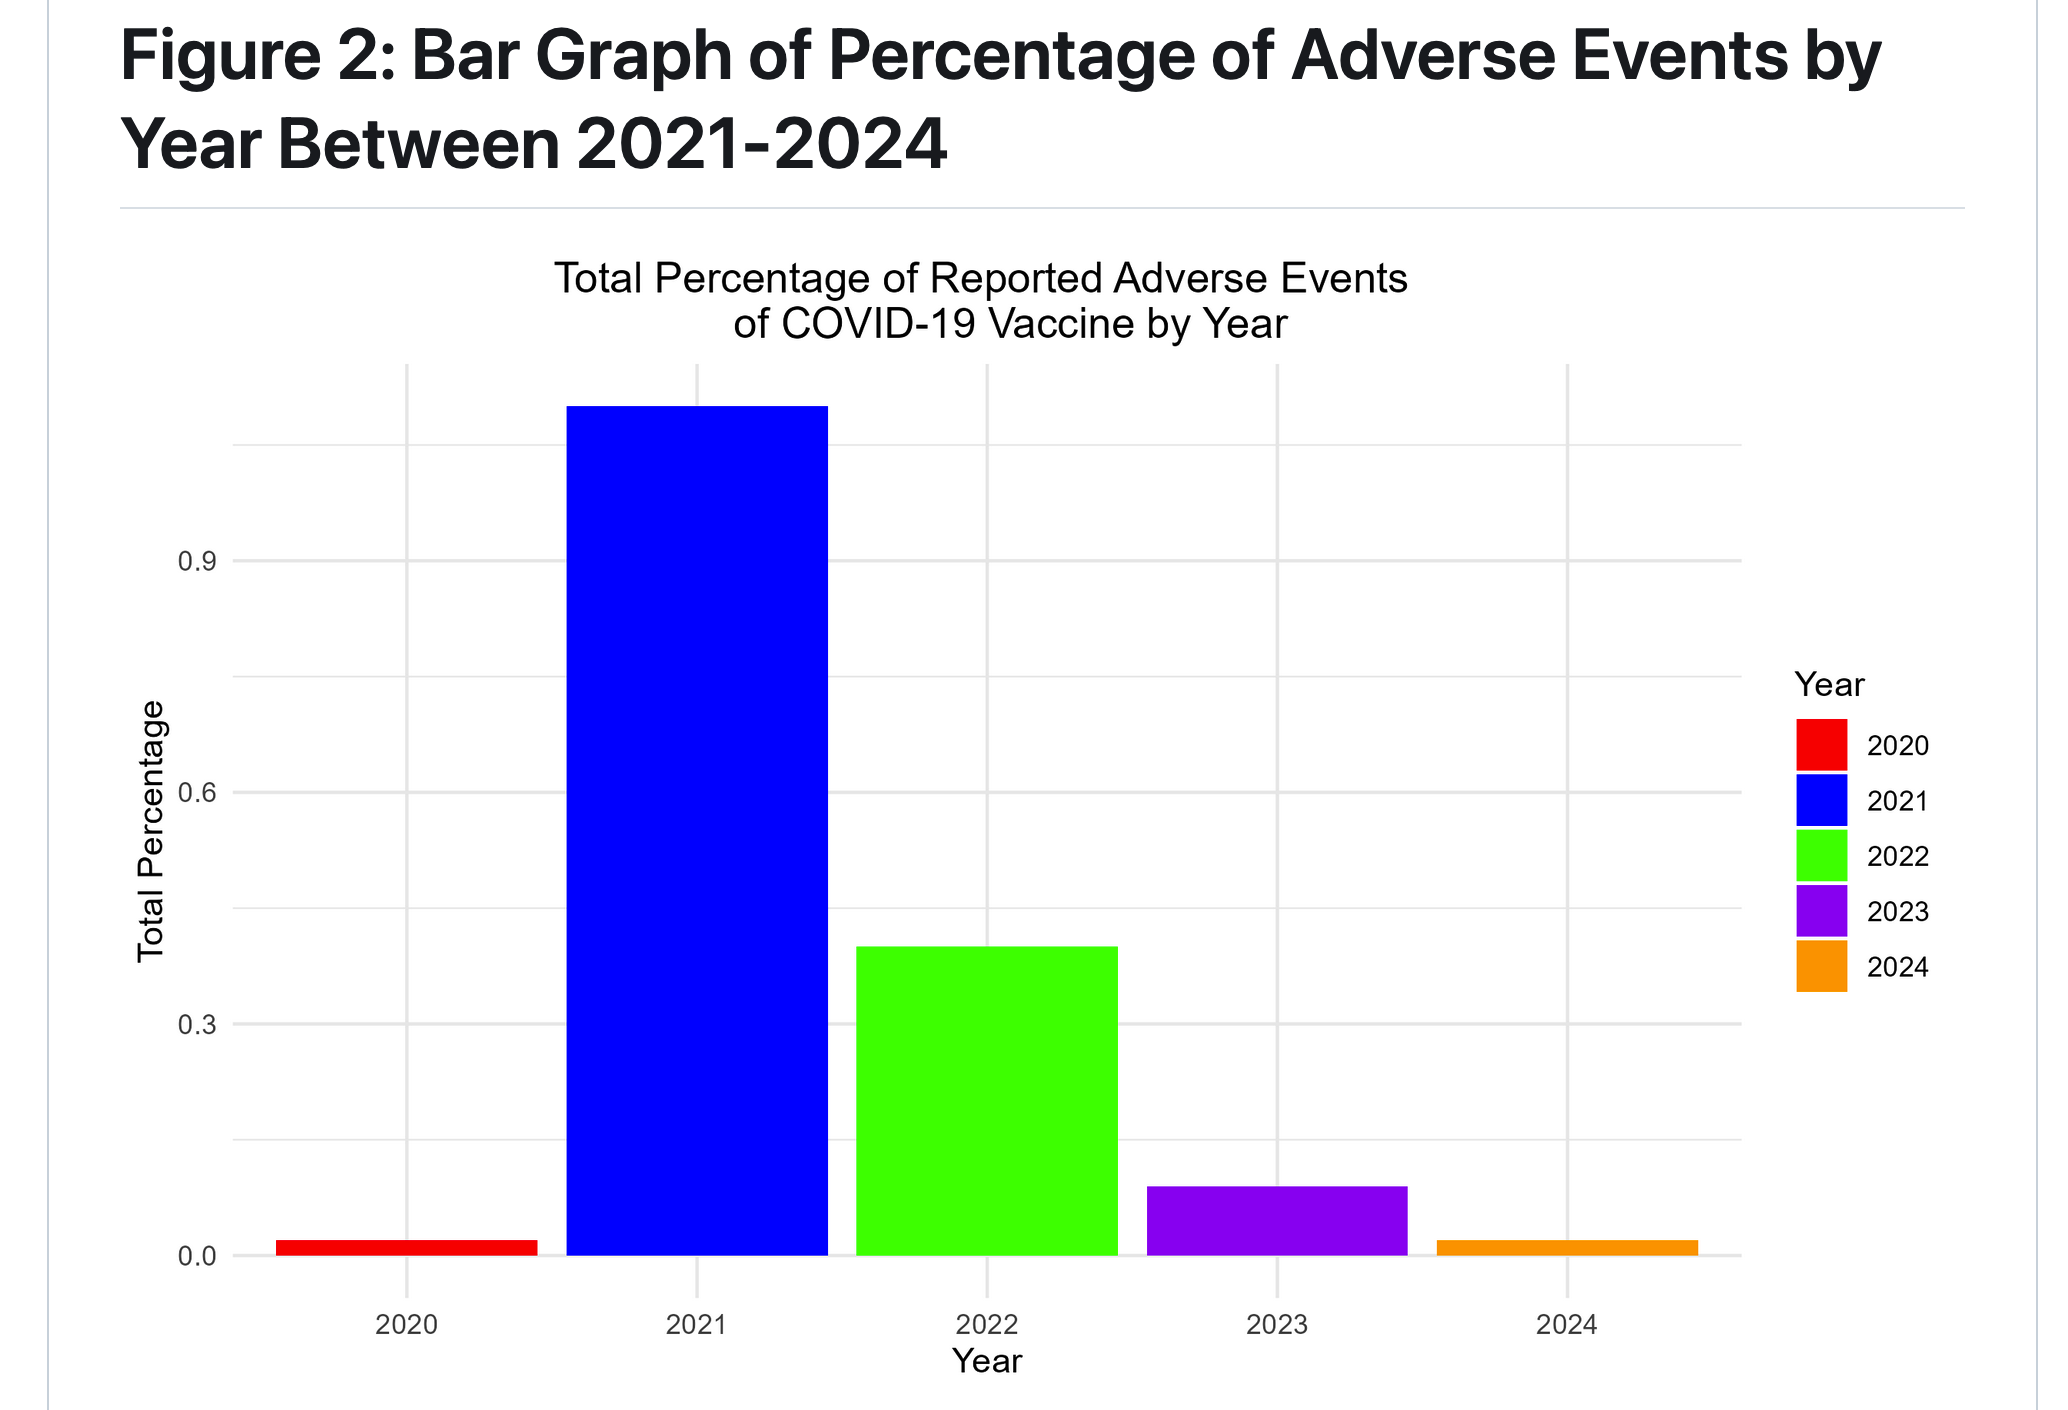 Figure 2: Bar Graph of Percentage of Adverse Events by
Year Between 2021-2024
Total Percentage of Reported Adverse Events
of COVID-19 Vaccine by Year
Total Percentage
0.9
0.6
0.3
0.0
2020
2021
2022
2023
2024
Year
Year
2020
2021
2022
2023
2024